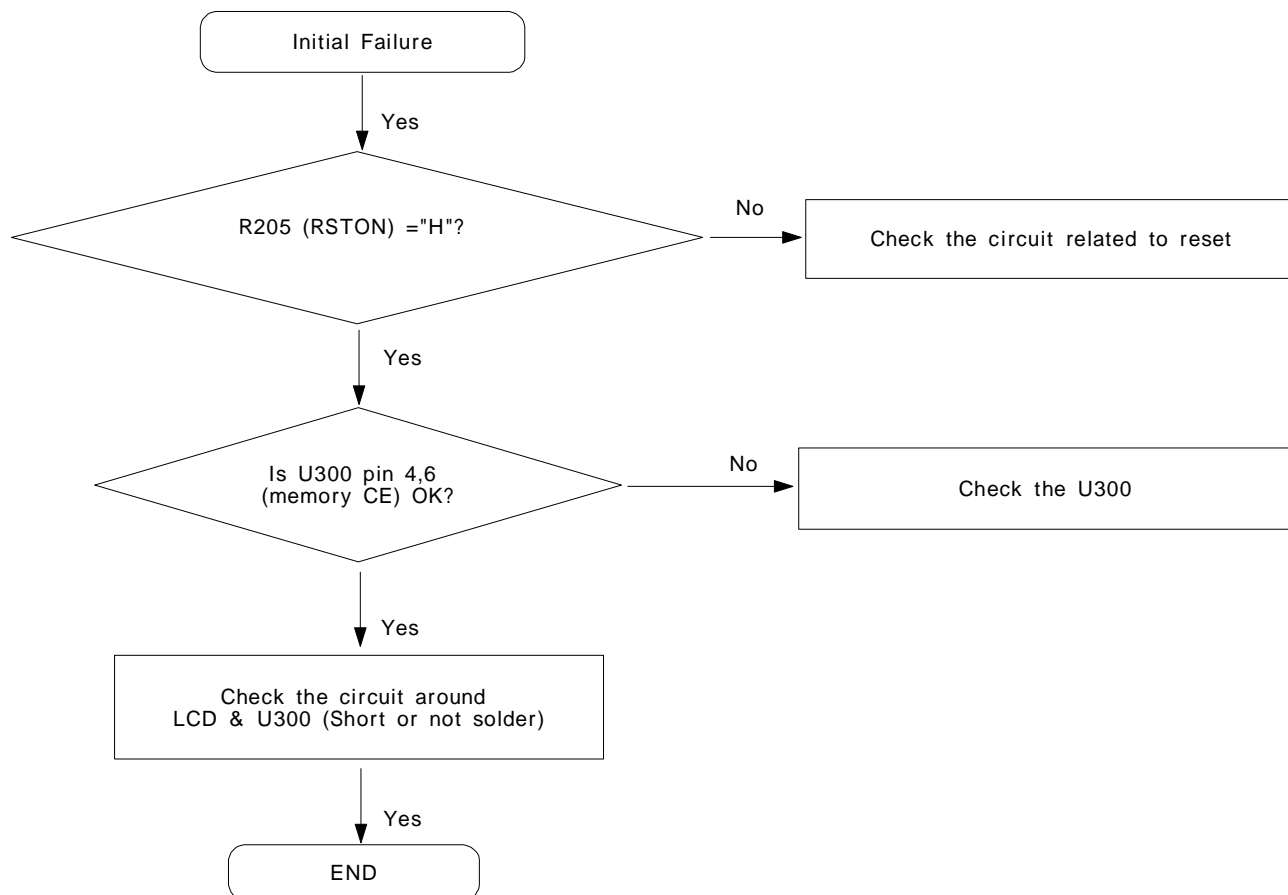 Initial Failure
Yes
R205 (RSTON) ="H"?
No
Check the circuit related to reset
Yes
Is U300 pin 4,6
(memory CE) OK?
No
Check the U300
Yes
Check the circuit around
LCD & U300 (Short or not solder)
Yes
END